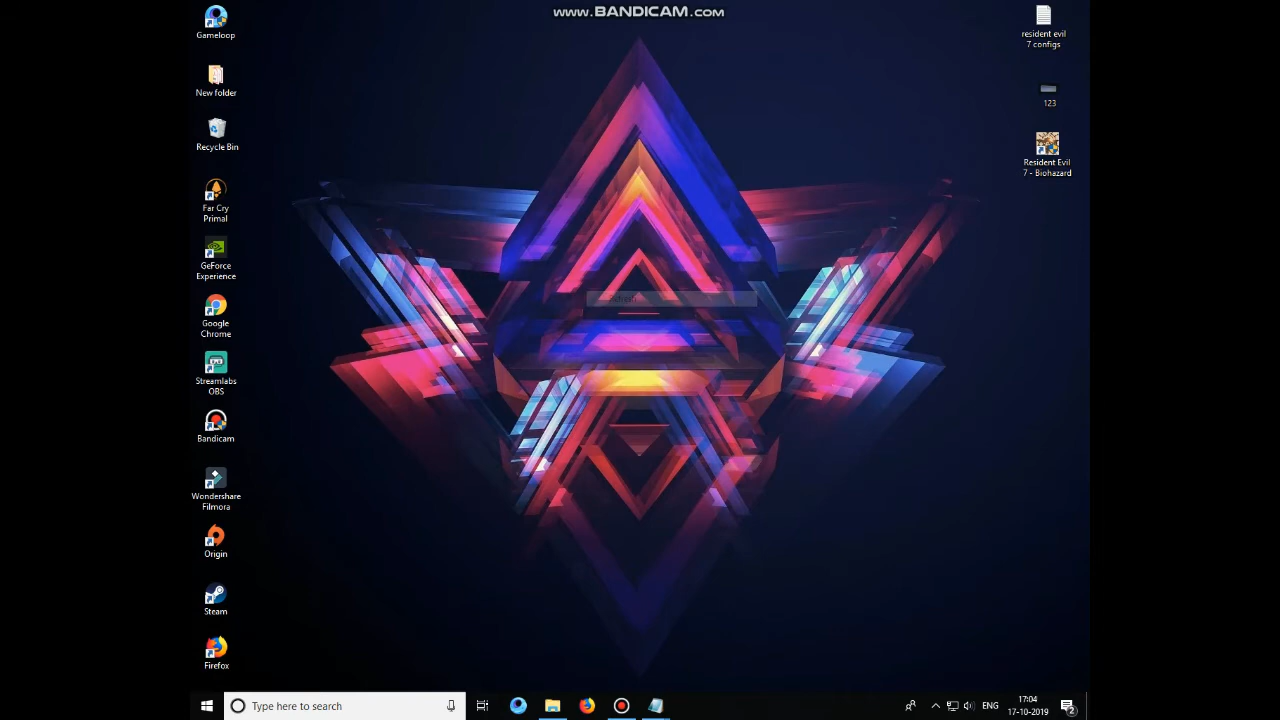 www.BANDICAM.com
Gameloop
New folder
Recycle Bin
Far Cry
Primal
GeForce
Experience
Google
Chrome
Streamlabs
OBS
Bandicam
Wondershare
Filmora
Origin
Steam
Firefox
resident evil
7 configs
123
Resident Evil
7 - Biohazard
Refresh
Type here to search
ENG
17:04
17-10-2019
2